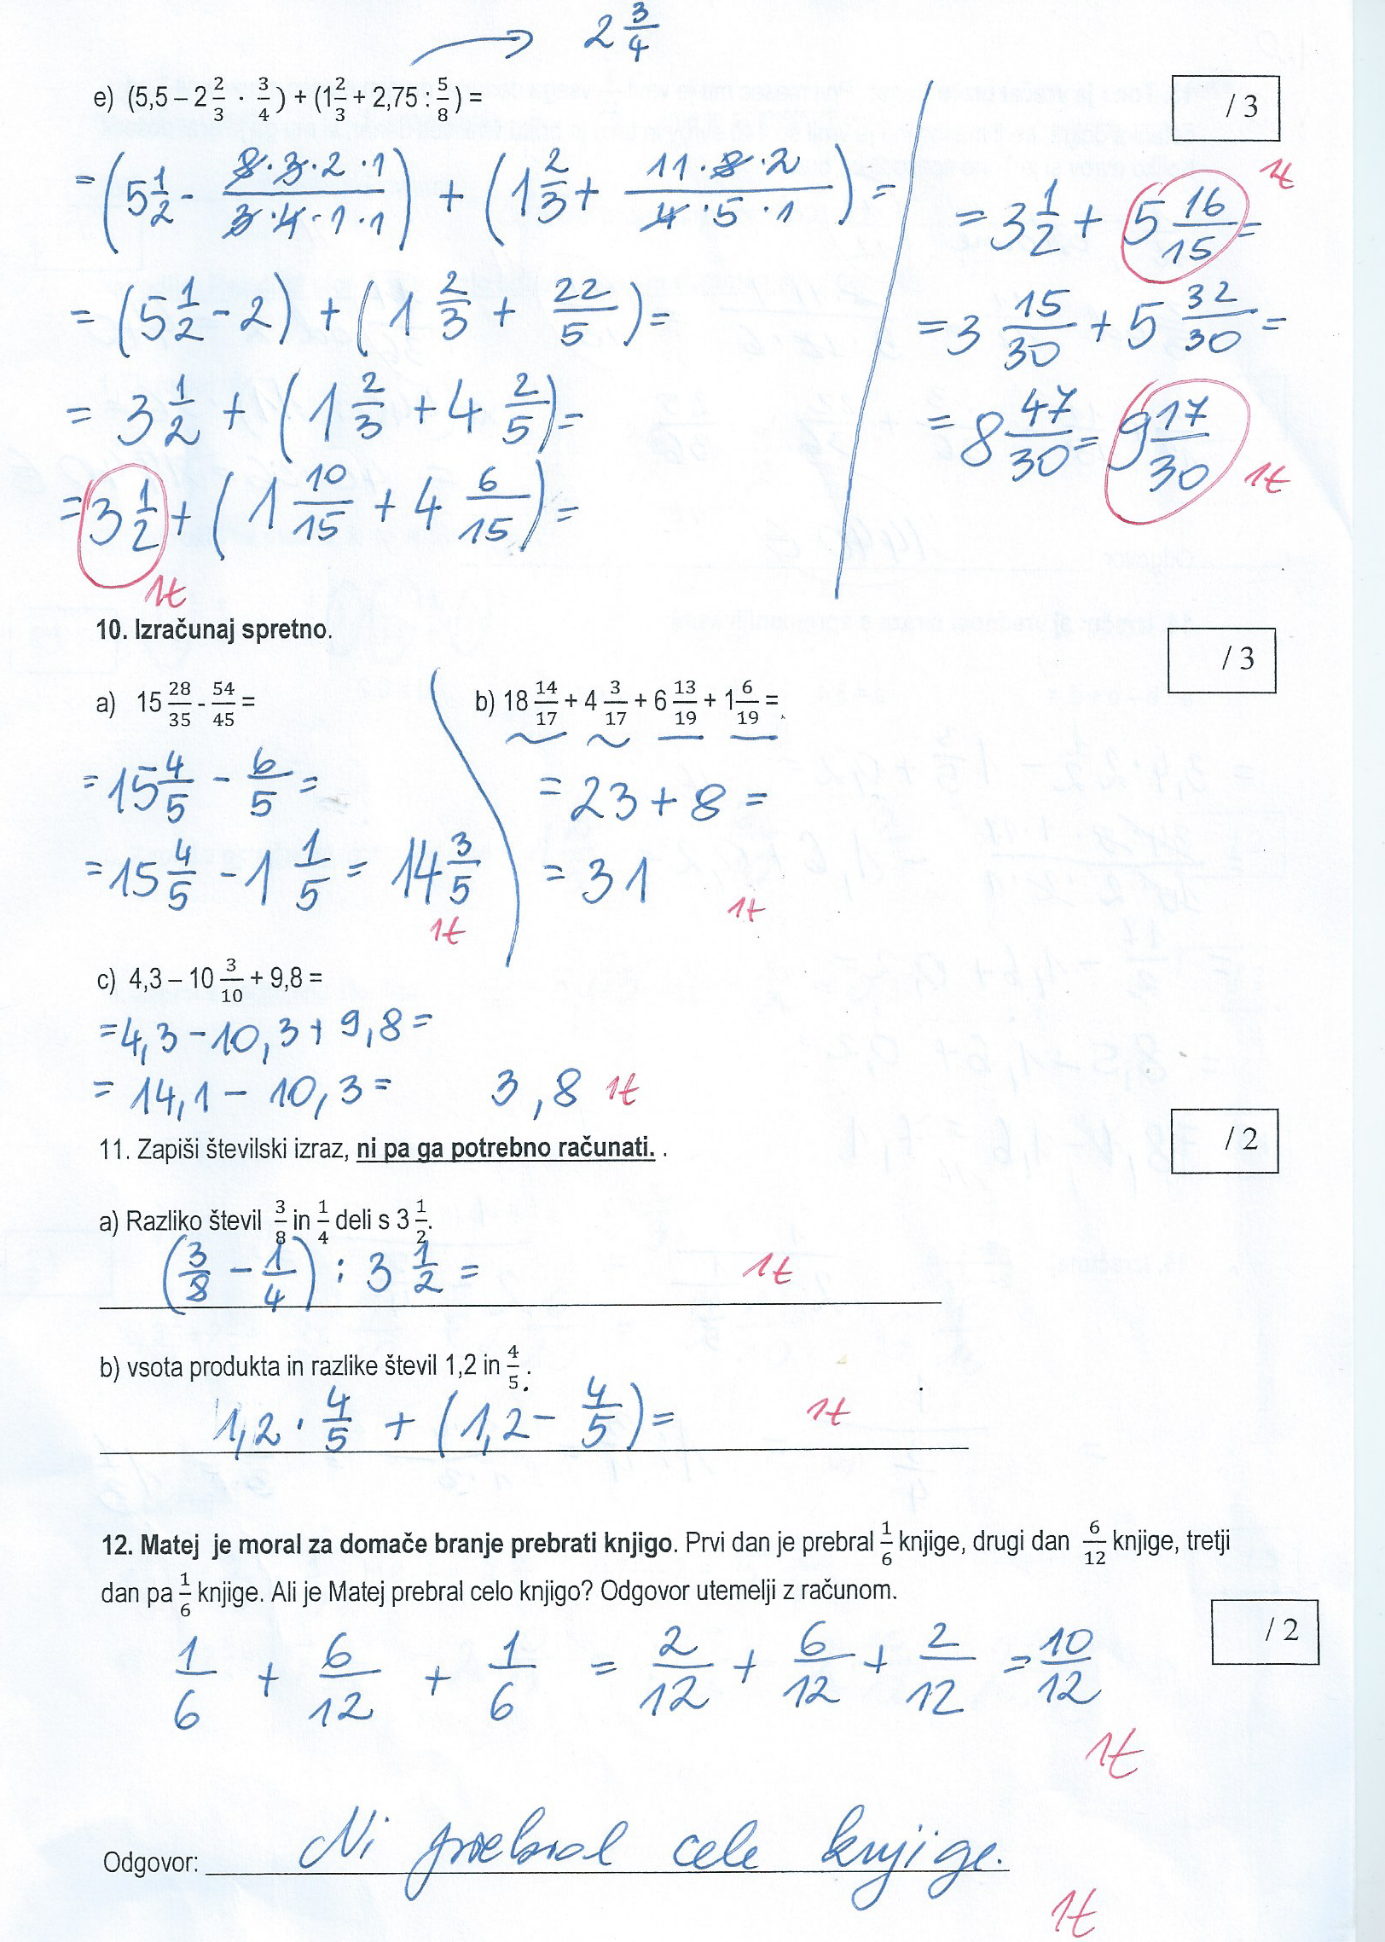 2 3/4
e) (5,5 – 2 2/3 · 3/4 ) + (1 2/3 + 2,75 : 5/8 ) =
/ 3
= (5 1/2 - 8·3·2·1 / 3·4·1·1) + (1 2/3 + 11·8·2 / 4·5·1) =
= (5 1/2 - 2) + (1 2/3 + 22/5) =
= 3 1/2 + (1 2/3 + 4 2/5) =
= 3 1/2 + (1 10/15 + 4 6/15) =
1t
= 3 1/2 + 5 16/15 =
1t
= 3 15/30 + 5 32/30 =
= 8 47/30 = 9 17/30
1t
10. Izračunaj spretno.
/ 3
a) 15 28/35 - 54/45 =
= 15 4/5 - 6/5 =
= 15 4/5 - 1 1/5 = 14 3/5
1t
b) 18 14/17 + 4 3/17 + 6 13/19 + 1 6/19 =
= 23 + 8 =
= 31
1t
c) 4,3 – 10 3/10 + 9,8 =
= 4,3 - 10,3 + 9,8 =
= 14,1 - 10,3 = 3,8 1t
11. Zapiši številski izraz, ni pa ga potrebno računati. .
/ 2
a) Razliko števil 3/8 in 1/4 deli s 3 1/2.
(3/8 - 1/4) : 3 1/2 = 1t
b) vsota produkta in razlike števil 1,2 in 4/5 .
1,2 · 4/5 + (1,2 - 4/5) = 1t
12. Matej je moral za domače branje prebrati knjigo. Prvi dan je prebral 1/6 knjige, drugi dan 6/12 knjige, tretji
dan pa 1/6 knjige. Ali je Matej prebral celo knjigo? Odgovor utemelji z računom.
/ 2
1/6 + 6/12 + 1/6 = 2/12 + 6/12 + 2/12 = 10/12
1t
Odgovor: Ni prebral cele knjige.
1t